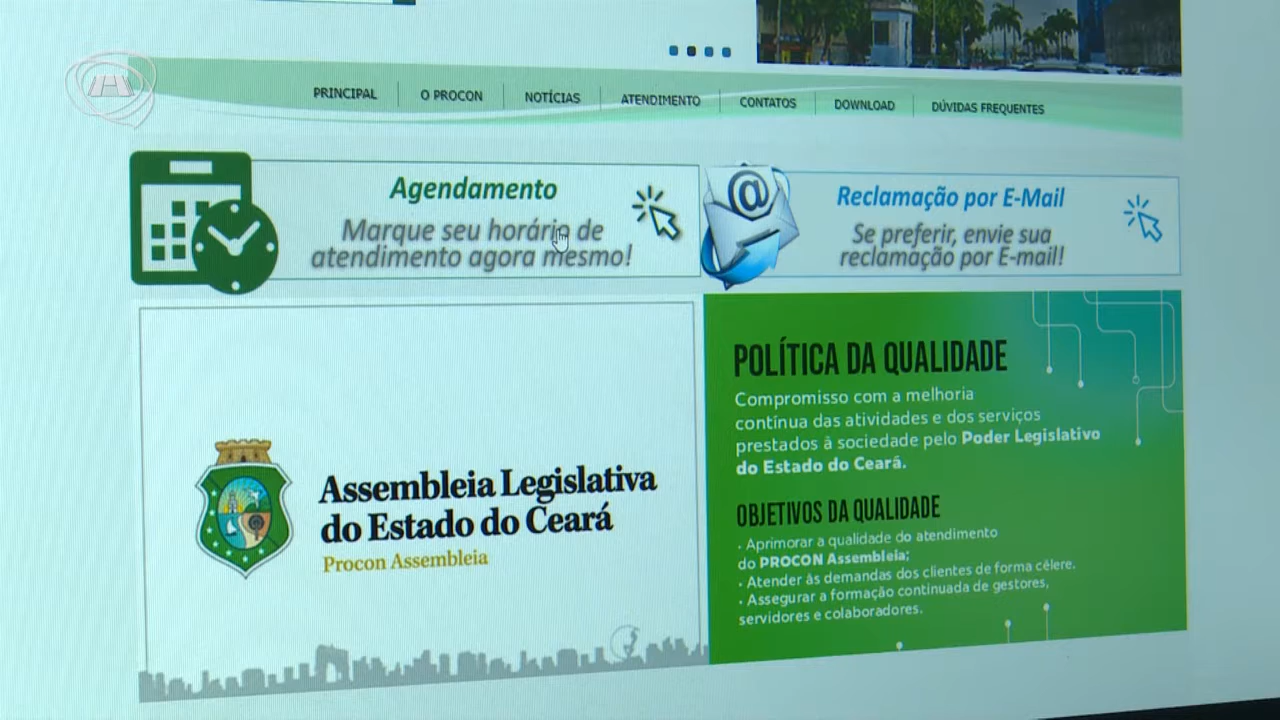 PRINCIPAL
O PROCON
NOTÍCIAS
ATENDIMENTO
CONTATOS
DOWNLOAD
DÚVIDAS FREQUENTES
Agendamento
Marque seu horário de
atendimento agora mesmo!
@
Reclamação por E-Mail
Se preferir, envie sua
reclamação por E-mail!
Assembleia Legislativa
do Estado do Ceará
Procon Assembleia
POLÍTICA DA QUALIDADE
Compromisso com a melhoria
contínua das atividades e dos serviços
prestados à sociedade pelo Poder Legislativo
do Estado do Ceará.
OBJETIVOS DA QUALIDADE
• Aprimorar a qualidade do atendimento
do PROCON Assembleia;
• Atender às demandas dos clientes de forma célere.
• Assegurar a formação continuada de gestores,
servidores e colaboradores.